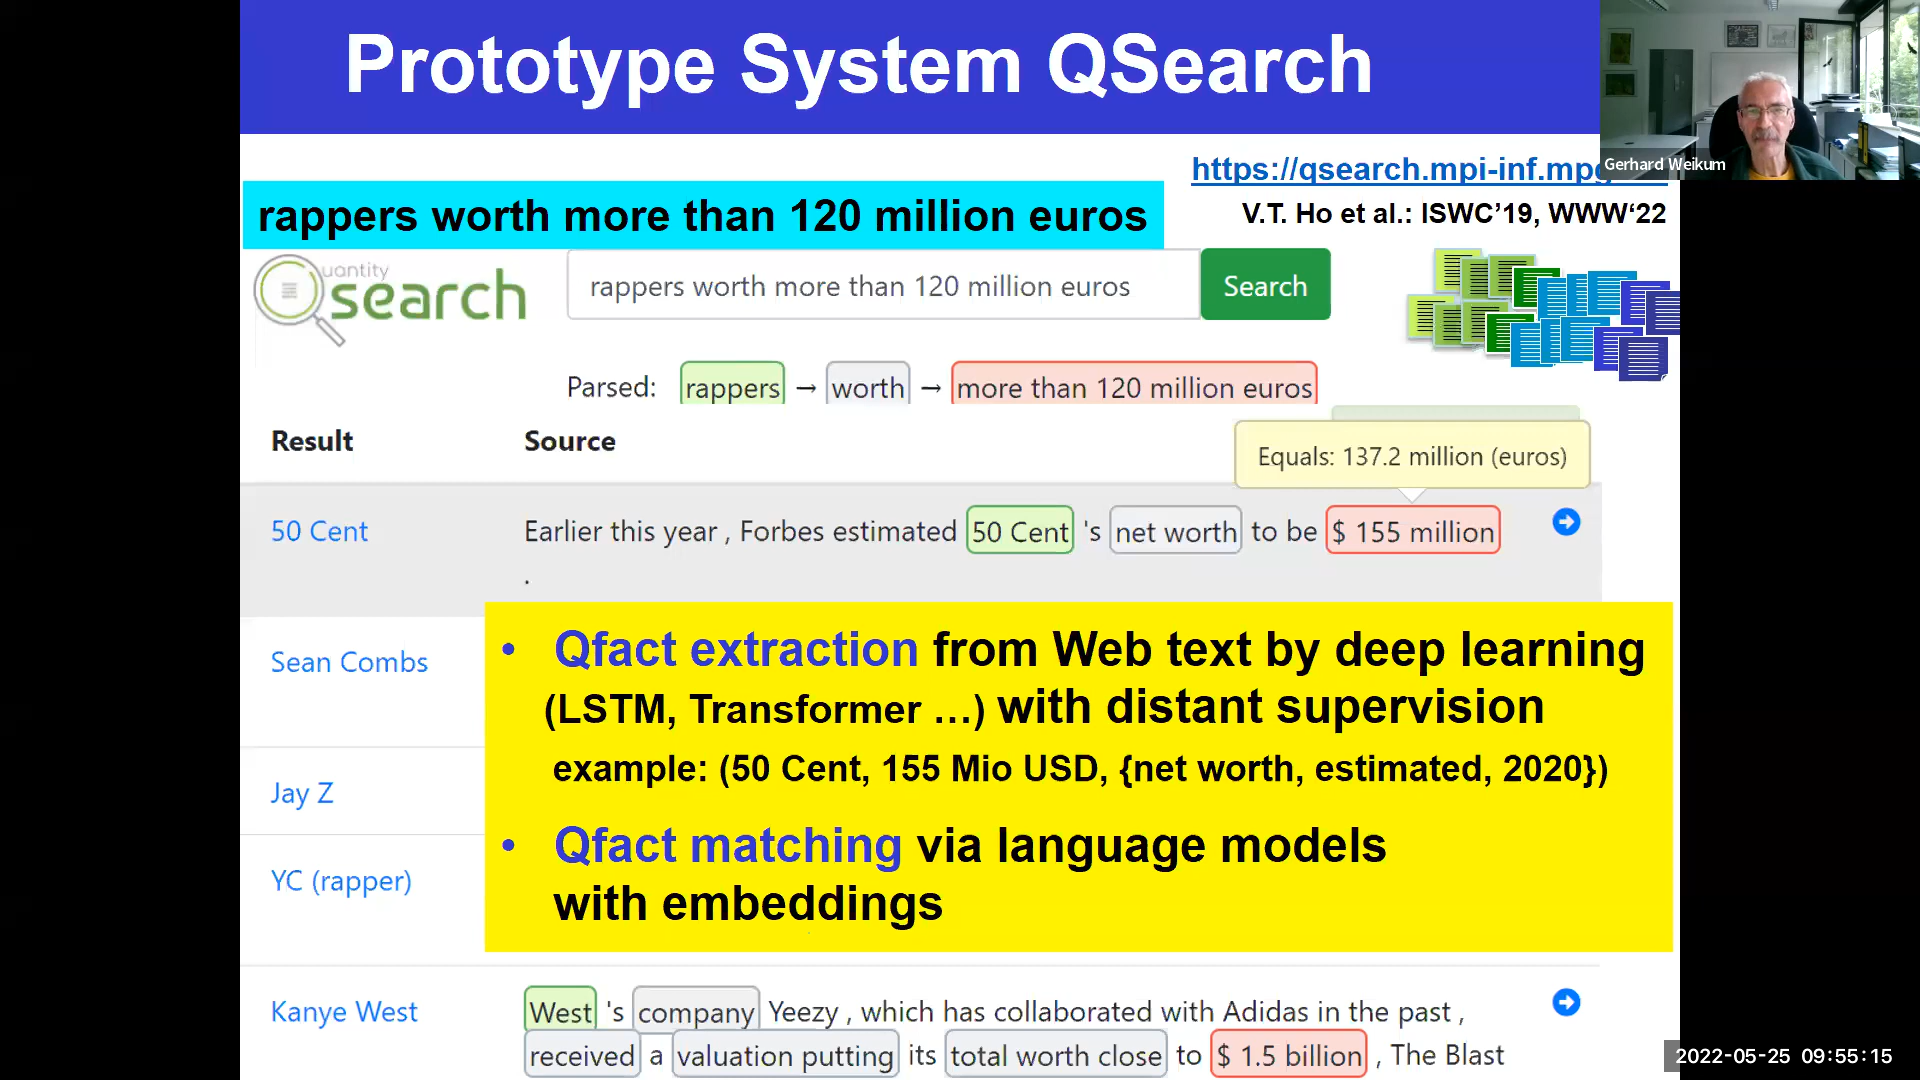 Prototype System QSearch
Gerhard Weikum
https://qsearch.mpi-inf.mpg
rappers worth more than 120 million euros
V.T. Ho et al.: ISWC’19, WWW‘22
uantity
search
rappers worth more than 120 million euros
Search
Parsed: rappers → worth → more than 120 million euros
Result Source
Equals: 137.2 million (euros)
50 Cent Earlier this year , Forbes estimated 50 Cent 's net worth to be $ 155 million
.
• Qfact extraction from Web text by deep learning
(LSTM, Transformer …) with distant supervision
example: (50 Cent, 155 Mio USD, {net worth, estimated, 2020})
• Qfact matching via language models
with embeddings
Sean Combs
Jay Z
YC (rapper)
Kanye West West 's company Yeezy , which has collaborated with Adidas in the past ,
received a valuation putting its total worth close to $ 1.5 billion , The Blast
2022-05-25 09:55:15